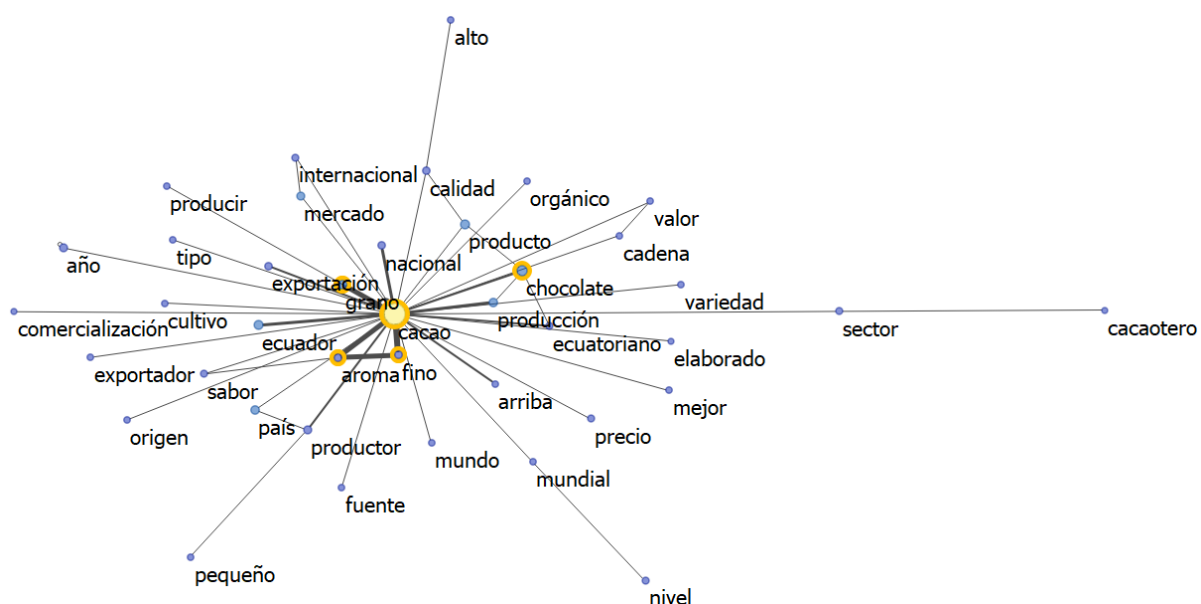 alto
internacional
calidad
orgánico
producir
mercado
valor
producto
cadena
tipo
año
nacional
exportación
chocolate
grano
variedad
cultivo
producción
comercialización
sector
cacaotero
cacao
ecuador
ecuatoriano
elaborado
exportador
aroma
fino
sabor
arriba
mejor
país
origen
precio
productor
mundo
mundial
fuente
pequeño
nivel